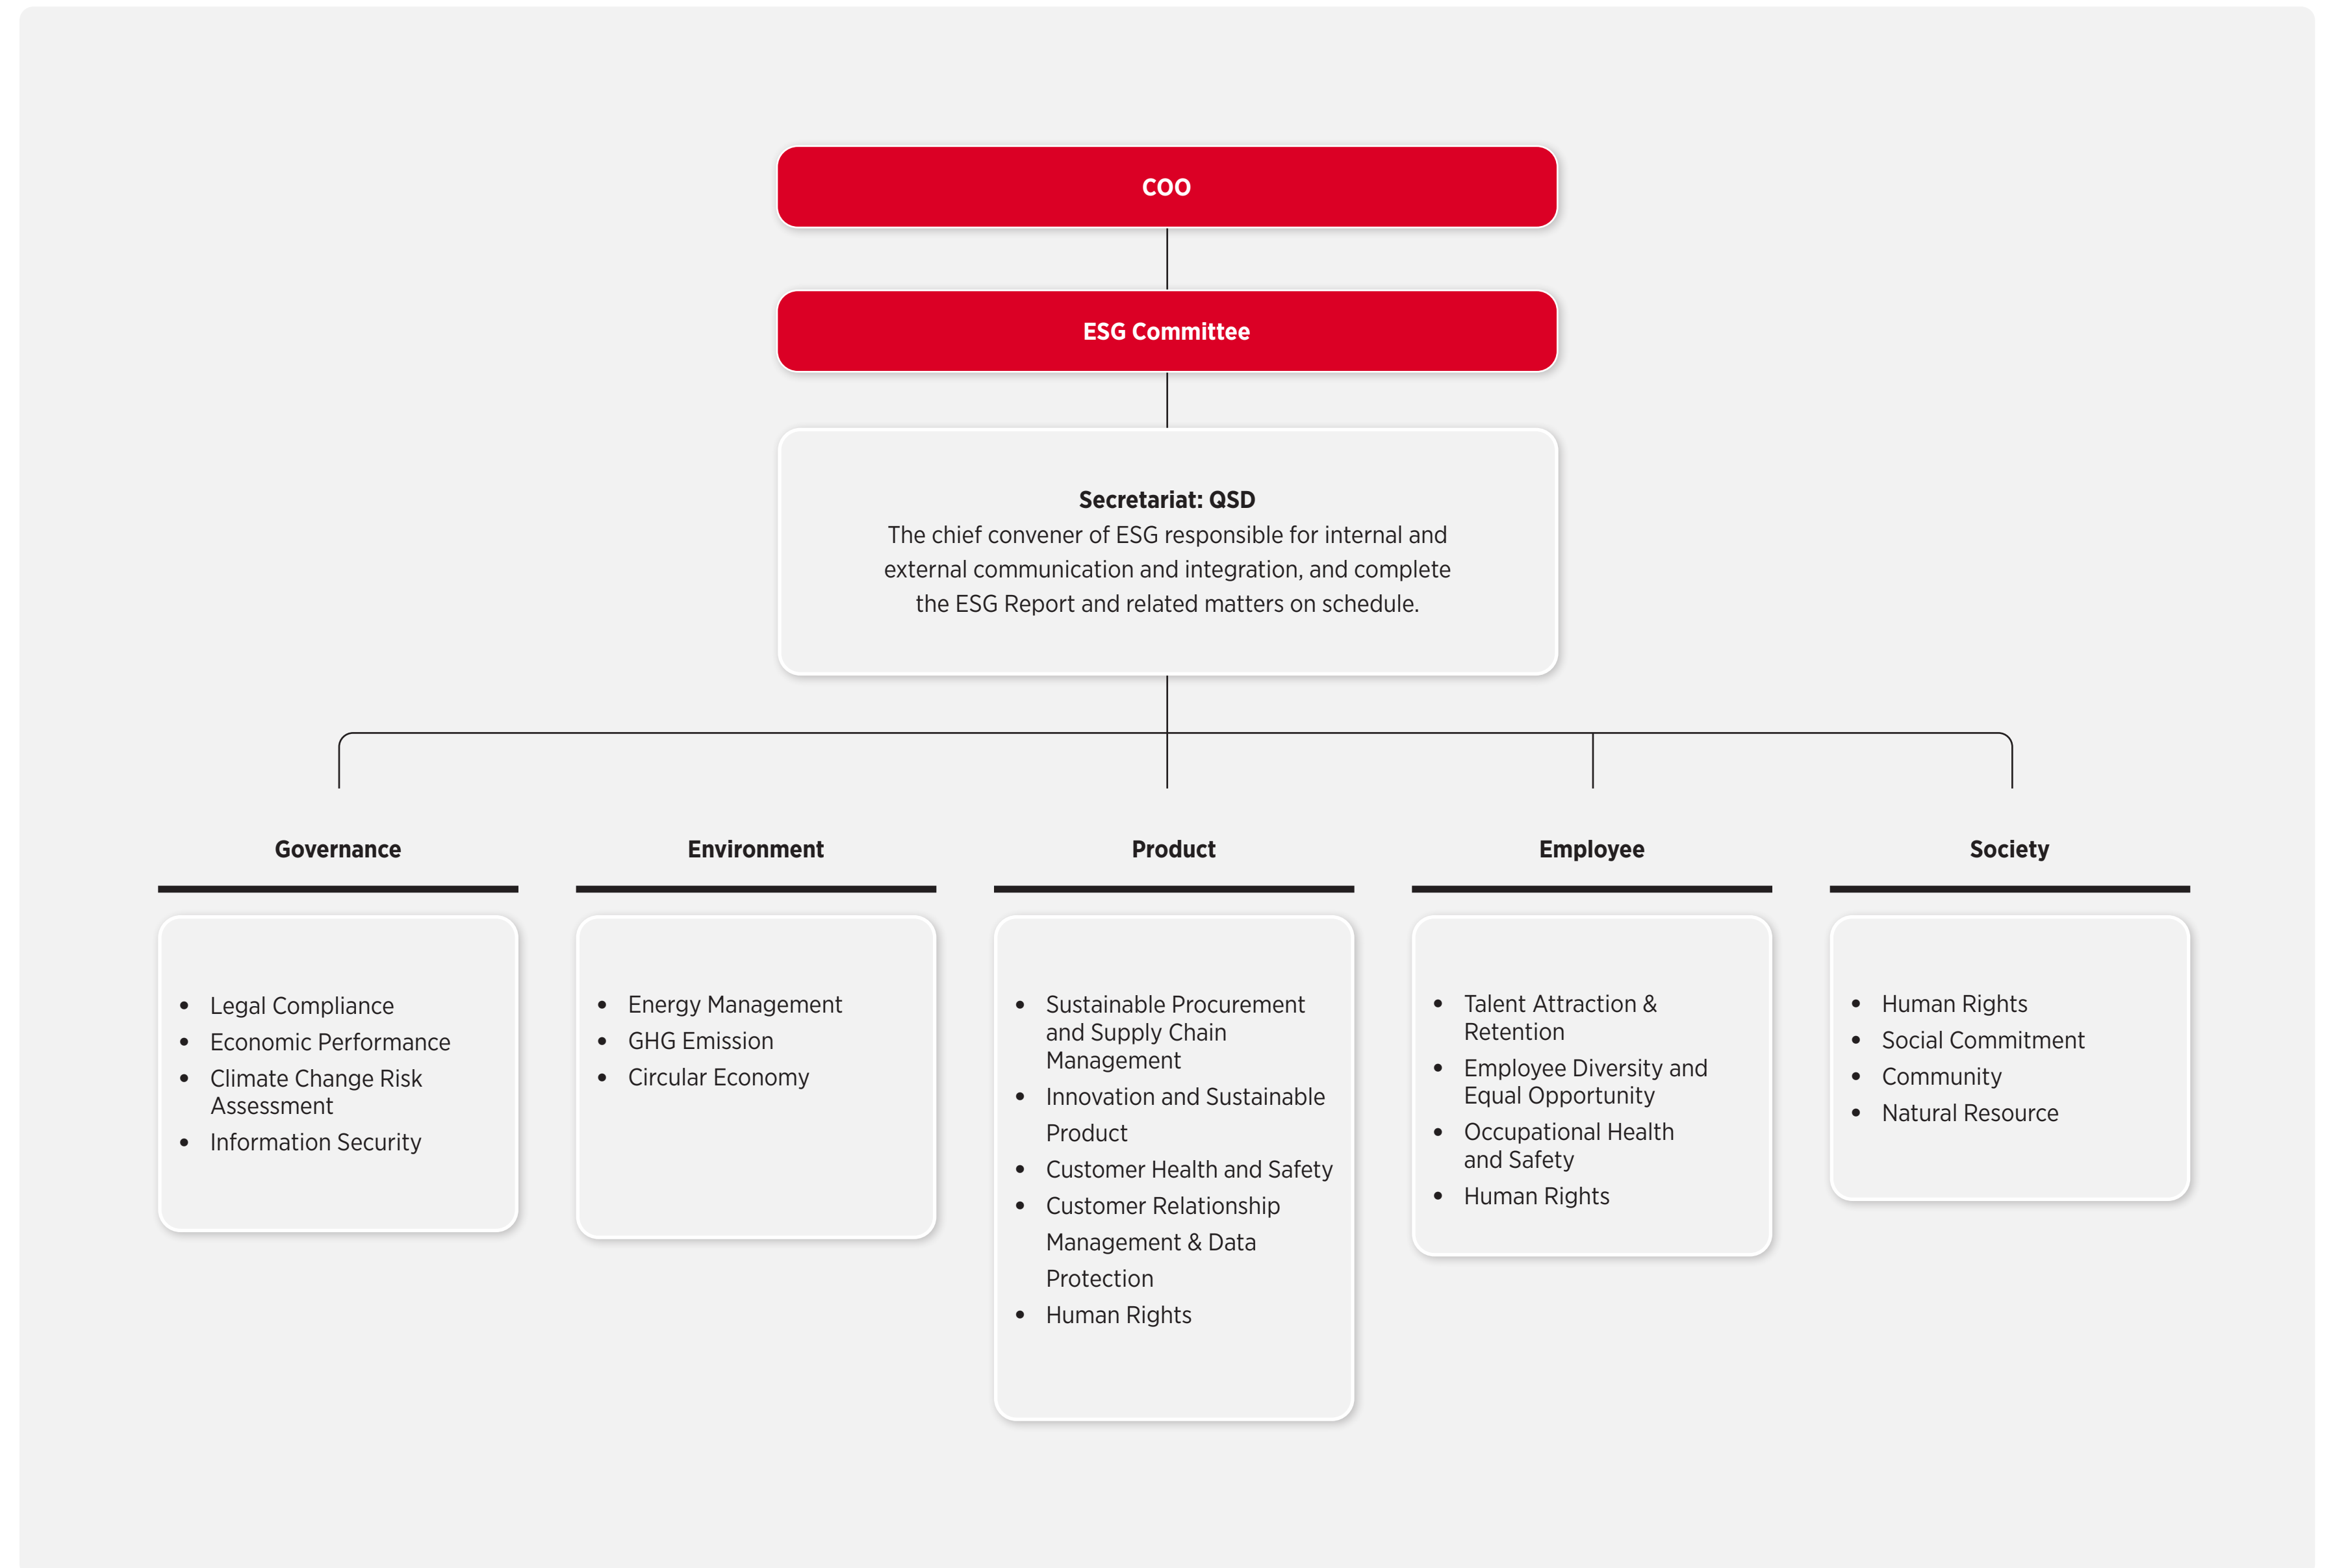 COO
ESG Committee
Secretariat: QSD
The chief convener of ESG responsible for internal and
external communication and integration, and complete
the ESG Report and related matters on schedule.
Governance
• Legal Compliance
• Economic Performance
• Climate Change Risk
Assessment
• Information Security
Environment
• Energy Management
• GHG Emission
• Circular Economy
Product
• Sustainable Procurement
and Supply Chain
Management
• Innovation and Sustainable
Product
• Customer Health and Safety
• Customer Relationship
Management & Data
Protection
• Human Rights
Employee
• Talent Attraction &
Retention
• Employee Diversity and
Equal Opportunity
• Occupational Health
and Safety
• Human Rights
Society
• Human Rights
• Social Commitment
• Community
• Natural Resource